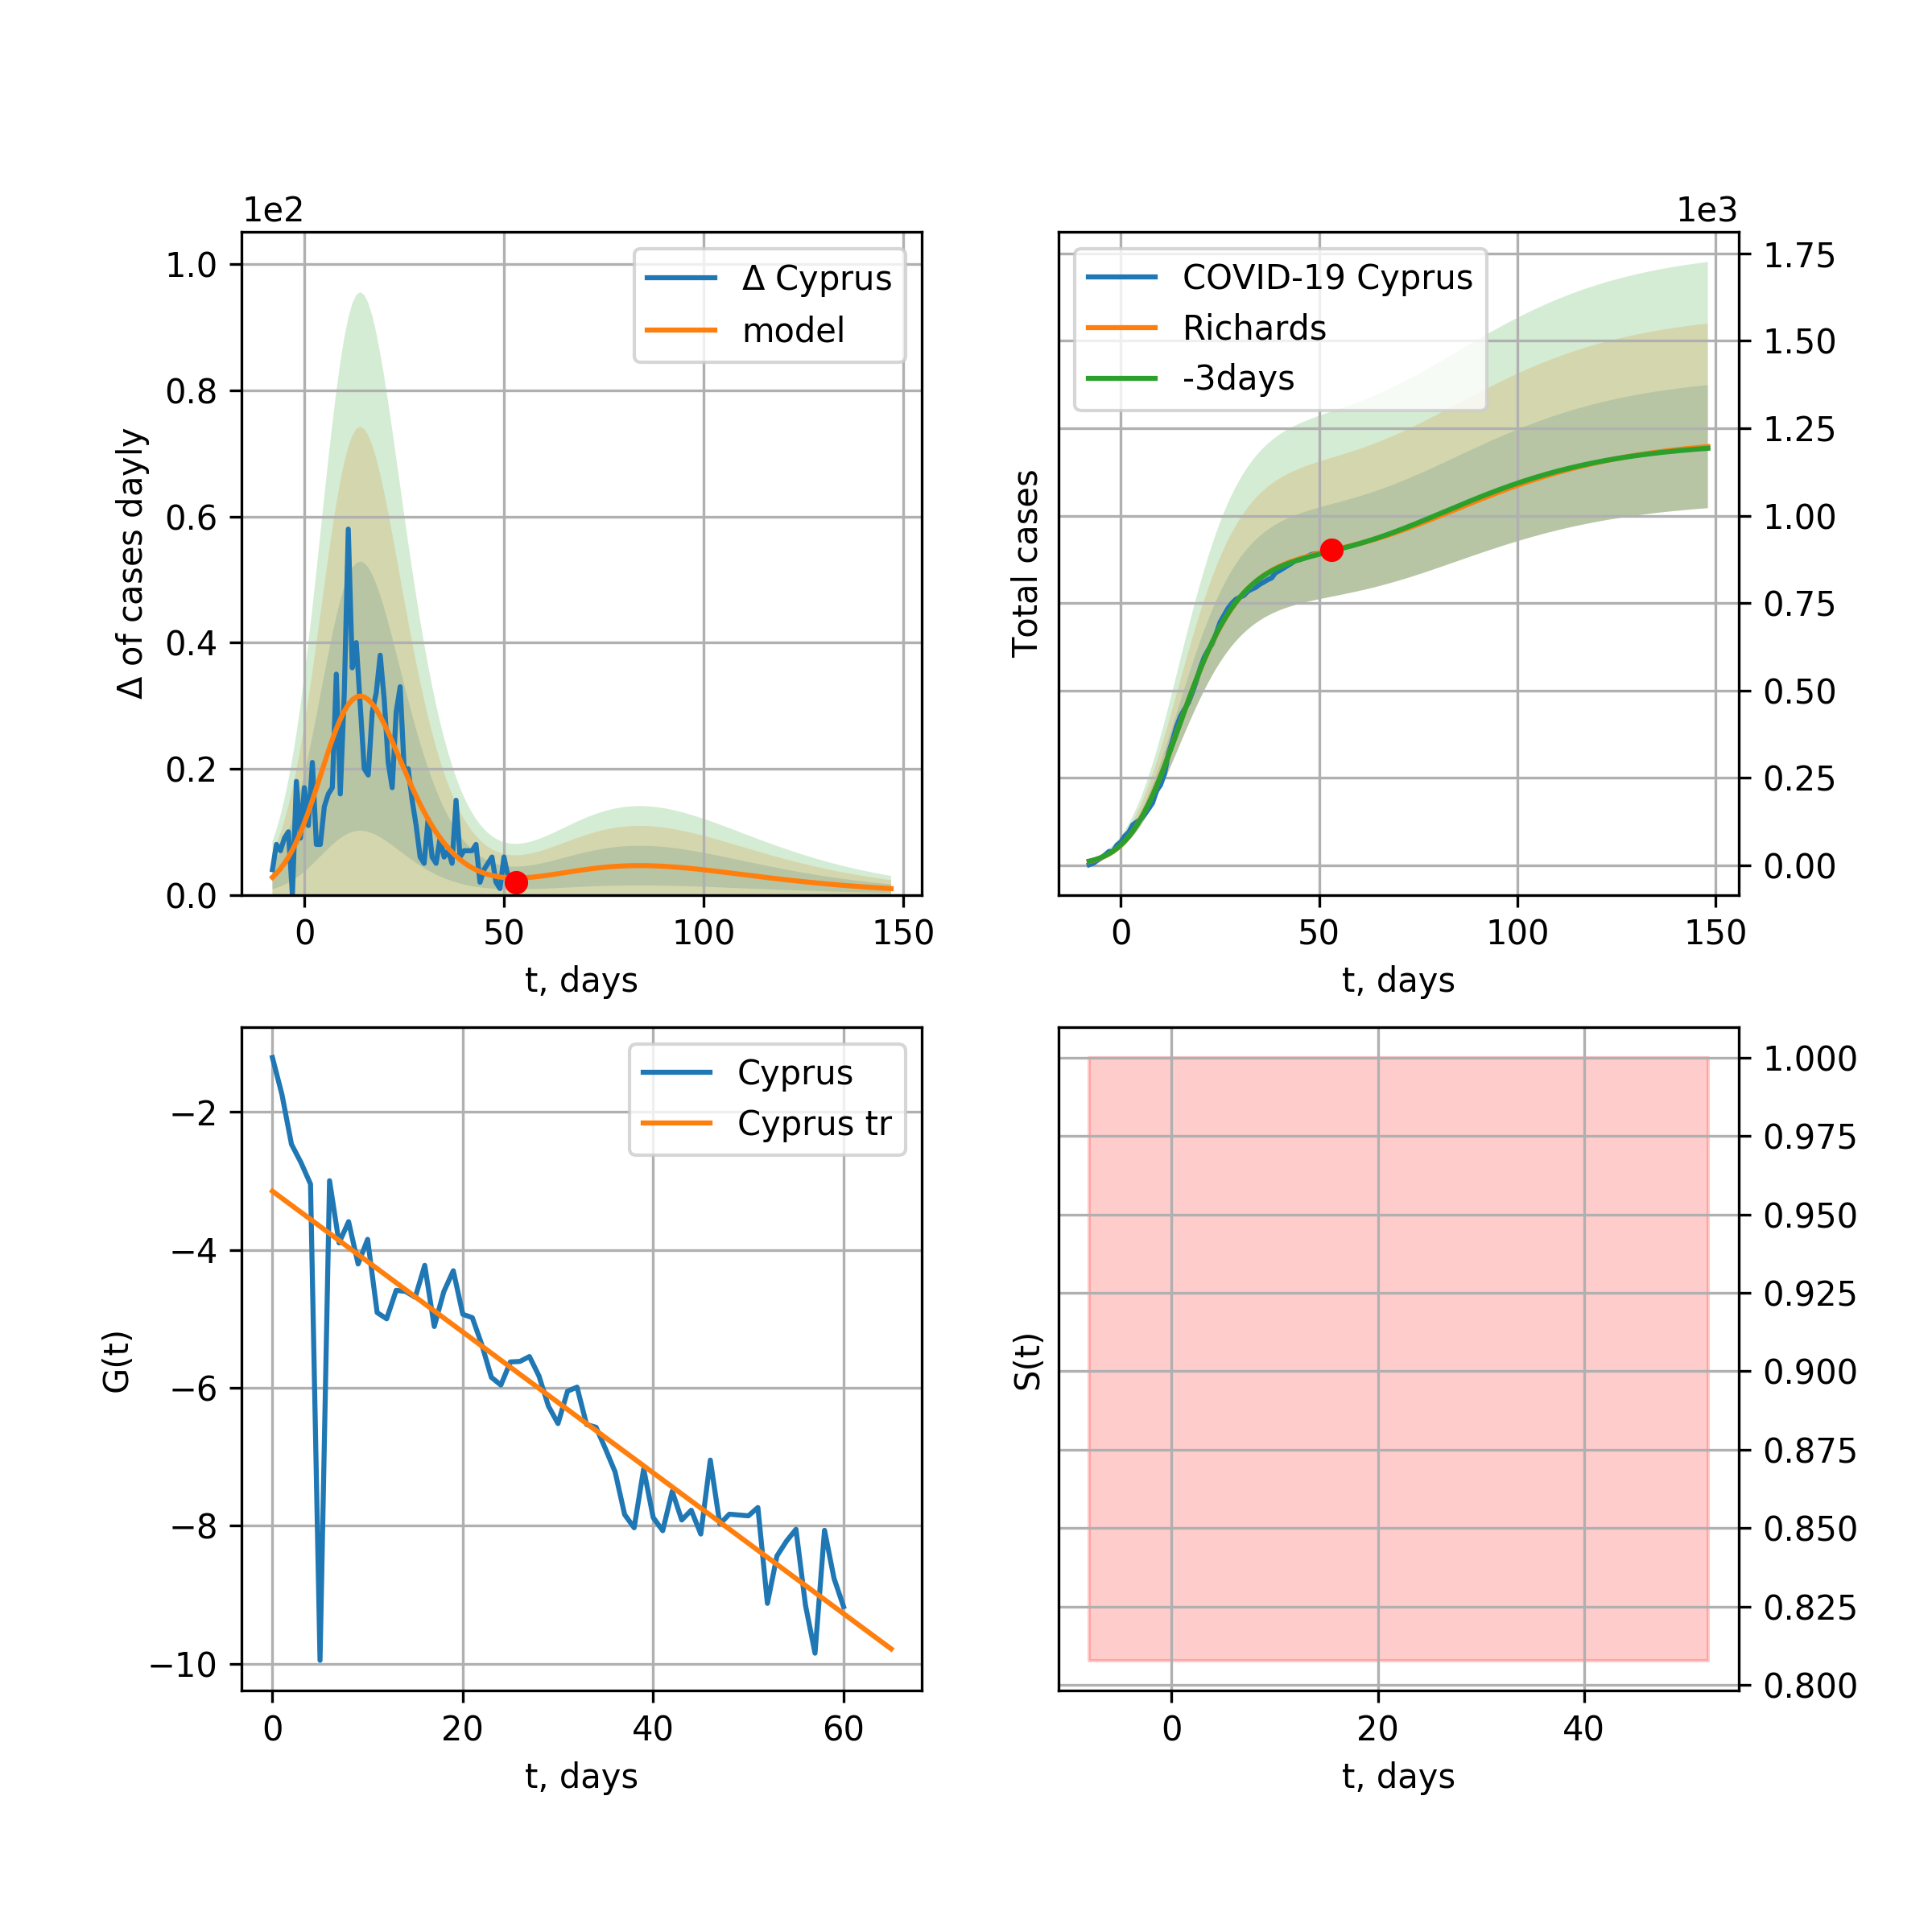 1e2
1.0
0.8
0.6
0.4
0.2
0.0
Δ of cases dayly
Δ Cyprus
model
0 50 100 150
t, days
1e3
COVID-19 Cyprus
Richards
-3days
Total cases
1.75
1.50
1.25
1.00
0.75
0.50
0.25
0.00
0 50 100 150
t, days
Cyprus
Cyprus tr
G(t)
−2
−4
−6
−8
−10
0 20 40 60
t, days
S(t)
1.000
0.975
0.950
0.925
0.900
0.875
0.850
0.825
0.800
0 20 40
t, days